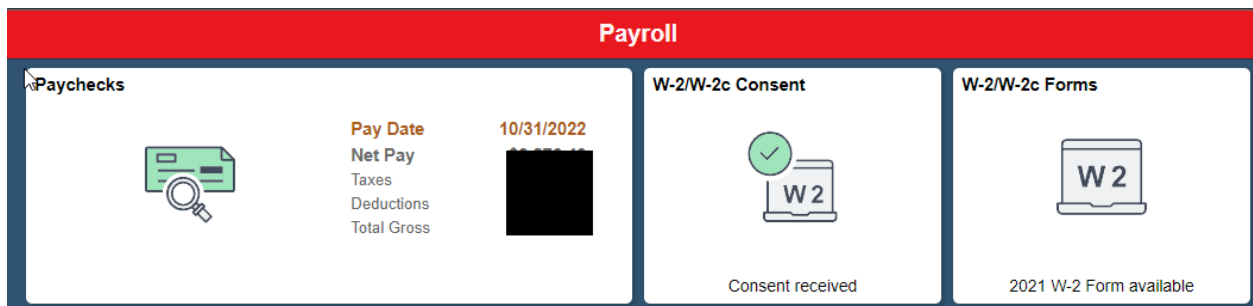 Payroll
Paychecks
Pay Date 10/31/2022
Net Pay
Taxes
Deductions
Total Gross
W-2/W-2c Consent
W 2
Consent received
W-2/W-2c Forms
W 2
2021 W-2 Form available